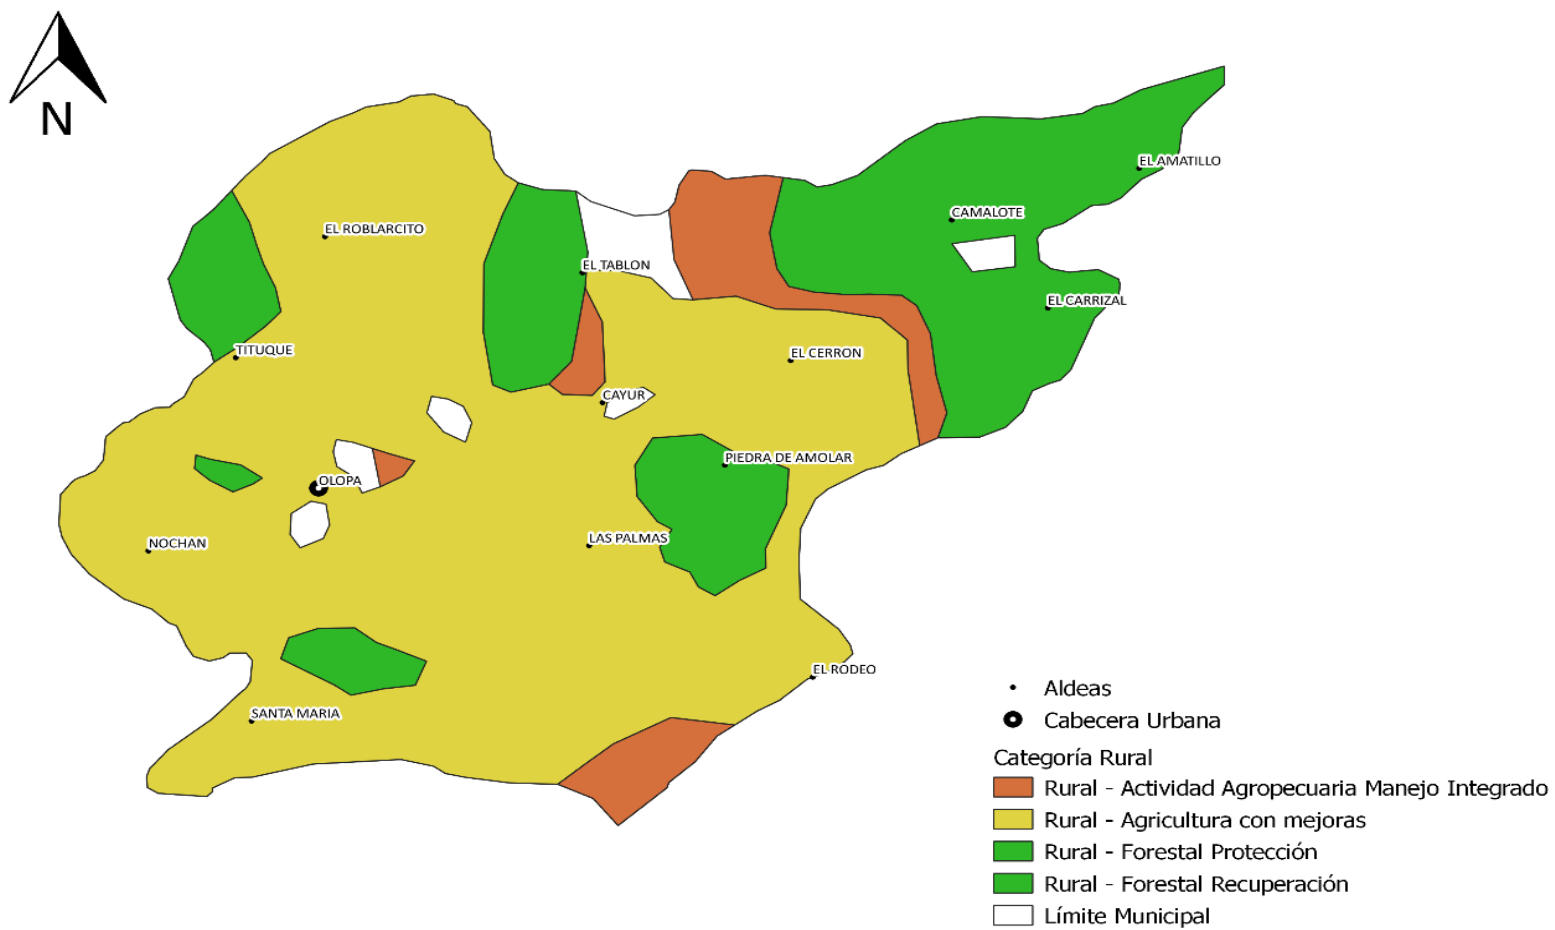 N
EL AMATILLO
CAMALOTE
EL ROBLARCITO
EL TABLON
EL CARRIZAL
TITUQUE
EL CERRON
CAYUR
PIEDRA DE AMOLAR
OLOPA
LAS PALMAS
NOCHAN
EL RODEO
SANTA MARIA
Aldeas
Cabecera Urbana
Categoría Rural
Rural - Actividad Agropecuaria Manejo Integrado
Rural - Agricultura con mejoras
Rural - Forestal Protección
Rural - Forestal Recuperación
Límite Municipal